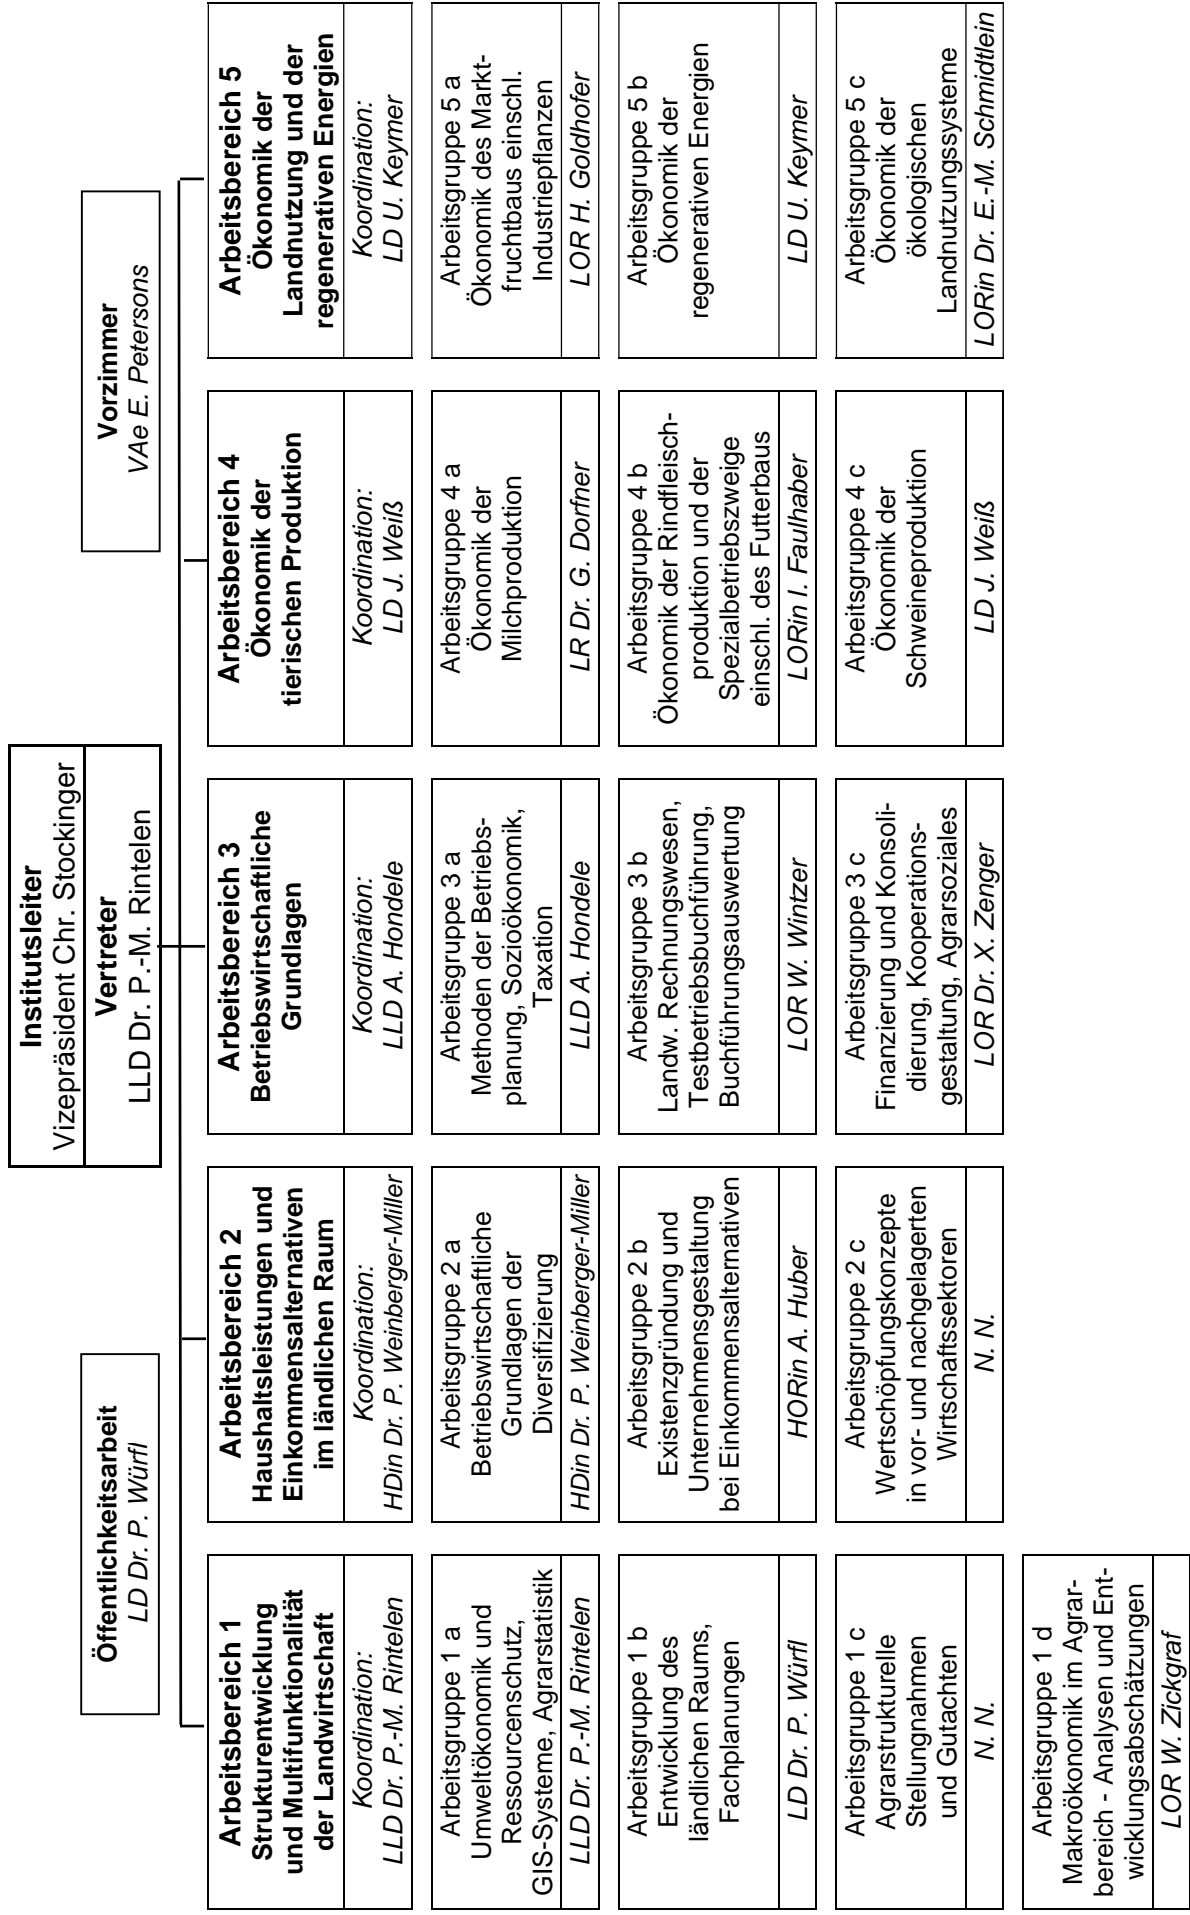 Institutsleiter
Vizepräsident Chr. Stockinger
Vertreter
LLD Dr. P.-M. Rintelen
Öffentlichkeitsarbeit
LD Dr. P. Würfl
Vorzimmer
VAe E. Petersons
Arbeitsbereich 1
Strukturentwicklung
und Multifunktionalität
der Landwirtschaft
Koordination:
LLD Dr. P.-M. Rintelen
Arbeitsgruppe 1 a
Umweltökonomik und
Ressourcenschutz,
GIS-Systeme, Agrarstatistik
LLD Dr. P.-M. Rintelen
Arbeitsgruppe 1 b
Entwicklung des
ländlichen Raums,
Fachplanungen
LD Dr. P. Würfl
Arbeitsgruppe 1 c
Agrarstrukturelle
Stellungnahmen
und Gutachten
N. N.
Arbeitsgruppe 1 d
Makroökonomik im Agrar-
bereich - Analysen und Ent-
wicklungsabschätzungen
LOR W. Zickgraf
Arbeitsbereich 2
Haushaltsleistungen und
Einkommensalternativen
im ländlichen Raum
Koordination:
HDin Dr. P. Weinberger-Miller
Arbeitsgruppe 2 a
Betriebswirtschaftliche
Grundlagen der
Diversifizierung
HDin Dr. P. Weinberger-Miller
Arbeitsgruppe 2 b
Existenzgründung und
Unternehmensgestaltung
bei Einkommensalternativen
HORin A. Huber
Arbeitsgruppe 2 c
Wertschöpfungskonzepte
in vor- und nachgelagerten
Wirtschaftssektoren
N. N.
Arbeitsbereich 3
Betriebswirtschaftliche
Grundlagen
Koordination:
LLD A. Hondele
Arbeitsgruppe 3 a
Methoden der Betriebs-
planung, Sozioökonomik,
Taxation
LLD A. Hondele
Arbeitsgruppe 3 b
Landw. Rechnungswesen,
Testbetriebsbuchführung,
Buchführungsauswertung
LOR W. Wintzer
Arbeitsgruppe 3 c
Finanzierung und Konsoli-
dierung, Kooperations-
gestaltung, Agrarsoziales
LOR Dr. X. Zenger
Arbeitsbereich 4
Ökonomik der
tierischen Produktion
Koordination:
LD J. Weiß
Arbeitsgruppe 4 a
Ökonomik der
Milchproduktion
LR Dr. G. Dorfner
Arbeitsgruppe 4 b
Ökonomik der Rindfleisch-
produktion und der
Spezialbetriebszweige
einschl. des Futterbaus
LORin I. Faulhaber
Arbeitsgruppe 4 c
Ökonomik der
Schweineproduktion
LD J. Weiß
Arbeitsbereich 5
Ökonomik der
Landnutzung und der
regenerativen Energien
Koordination:
LD U. Keymer
Arbeitsgruppe 5 a
Ökonomik des Markt-
fruchtbaus einschl.
Industriepflanzen
LOR H. Goldhofer
Arbeitsgruppe 5 b
Ökonomik der
regenerativen Energien
LD U. Keymer
Arbeitsgruppe 5 c
Ökonomik der
ökologischen
Landnutzungssysteme
LORin Dr. E.-M. Schmidtlein